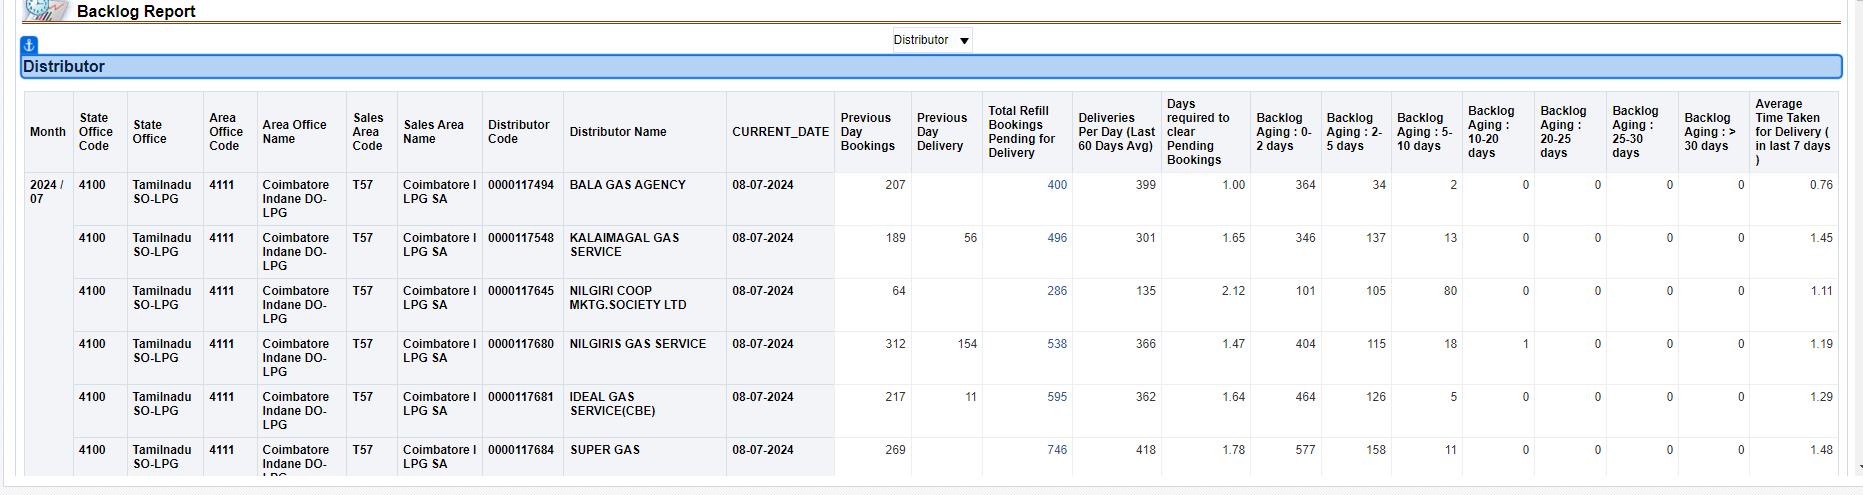 Backlog Report
Distributor
Distributor
Month State Office Code State Office Area Office Code Area Office Name Sales Area Code Sales Area Name Distributor Code Distributor Name CURRENT_DATE Previous Day Bookings Previous Day Delivery Total Refill Bookings Pending for Delivery Deliveries Per Day (Last 60 Days Avg) Days required to clear Pending Bookings Backlog Aging : 0-2 days Backlog Aging : 2-5 days Backlog Aging : 5-10 days Backlog Aging : 10-20 days Backlog Aging : 20-25 days Backlog Aging : 25-30 days Backlog Aging : > 30 days Average Time Taken for Delivery ( in last 7 days )
2024 / 07 4100 Tamilnadu SO-LPG 4111 Coimbatore Indane DO-LPG T57 Coimbatore I LPG SA 0000117494 BALA GAS AGENCY 08-07-2024 207 400 399 1.00 364 34 2 0 0 0 0 0.76
4100 Tamilnadu SO-LPG 4111 Coimbatore Indane DO-LPG T57 Coimbatore I LPG SA 0000117548 KALAIMAGAL GAS SERVICE 08-07-2024 189 56 496 301 1.65 346 137 13 0 0 0 0 1.45
4100 Tamilnadu SO-LPG 4111 Coimbatore Indane DO-LPG T57 Coimbatore I LPG SA 0000117645 NILGIRI COOP MKTG.SOCIETY LTD 08-07-2024 64 286 135 2.12 101 105 80 0 0 0 0 1.11
4100 Tamilnadu SO-LPG 4111 Coimbatore Indane DO-LPG T57 Coimbatore I LPG SA 0000117680 NILGIRIS GAS SERVICE 08-07-2024 312 154 538 366 1.47 404 115 18 1 0 0 0 1.19
4100 Tamilnadu SO-LPG 4111 Coimbatore Indane DO-LPG T57 Coimbatore I LPG SA 0000117681 IDEAL GAS SERVICE(CBE) 08-07-2024 217 11 595 362 1.64 464 126 5 0 0 0 0 1.29
4100 Tamilnadu SO-LPG 4111 Coimbatore Indane DO-LPG T57 Coimbatore I LPG SA 0000117684 SUPER GAS 08-07-2024 269 746 418 1.78 577 158 11 0 0 0 0 1.48